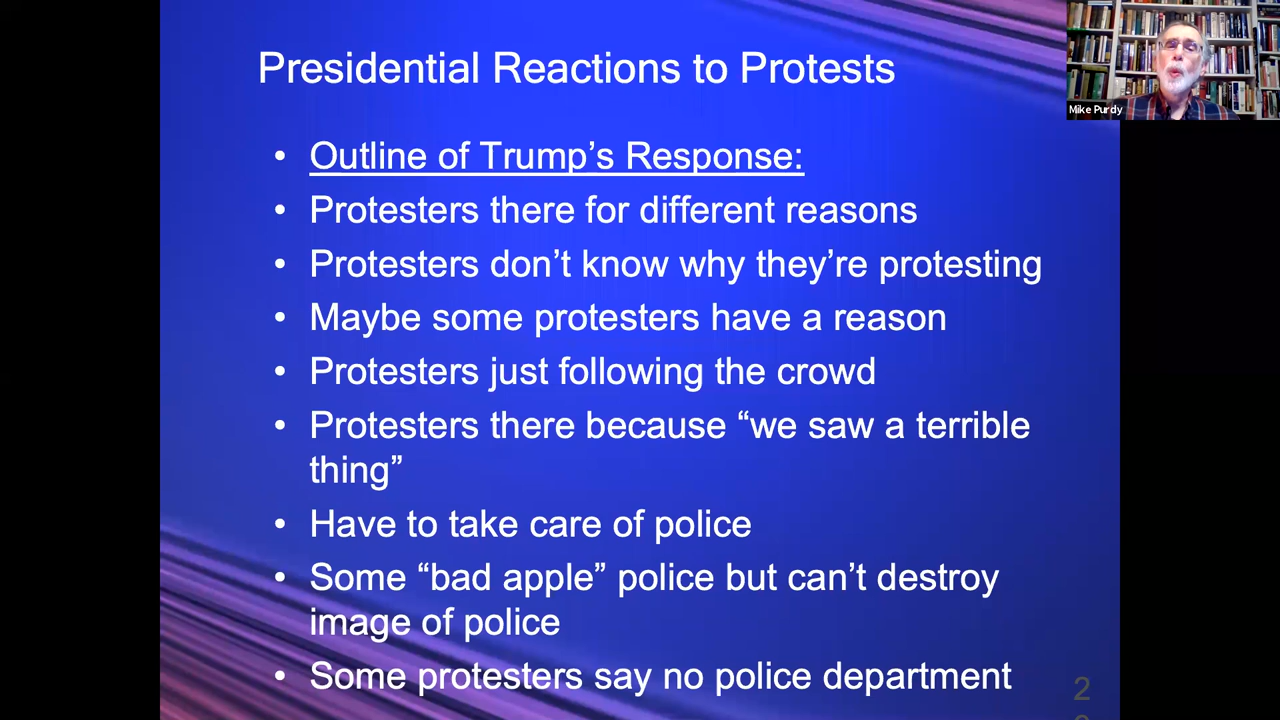 Presidential Reactions to Protests
Mike Purdy
• Outline of Trump’s Response:
• Protesters there for different reasons
• Protesters don’t know why they’re protesting
• Maybe some protesters have a reason
• Protesters just following the crowd
• Protesters there because “we saw a terrible
thing”
• Have to take care of police
• Some “bad apple” police but can’t destroy
image of police
• Some protesters say no police department
2